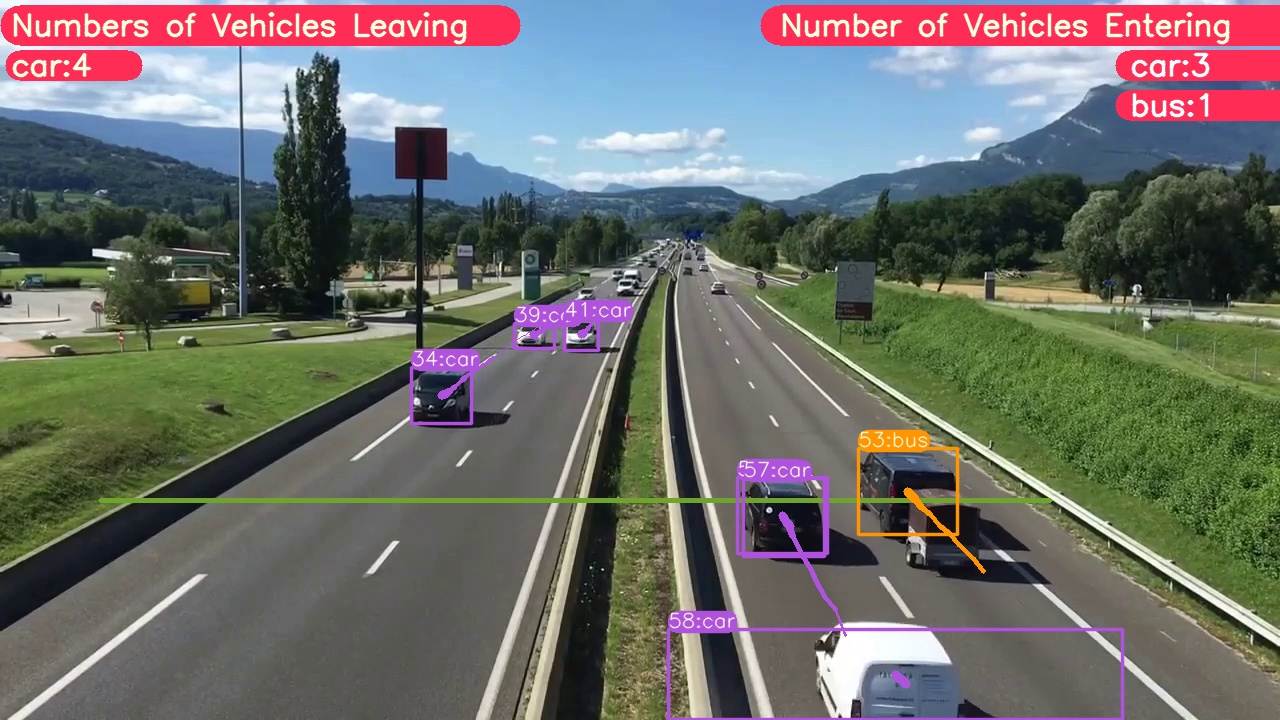 Numbers of Vehicles Leaving
car:4
Number of Vehicles Entering
car:3
bus:1
39:ca
41:car
34:car
53:bus
57:car
58:car